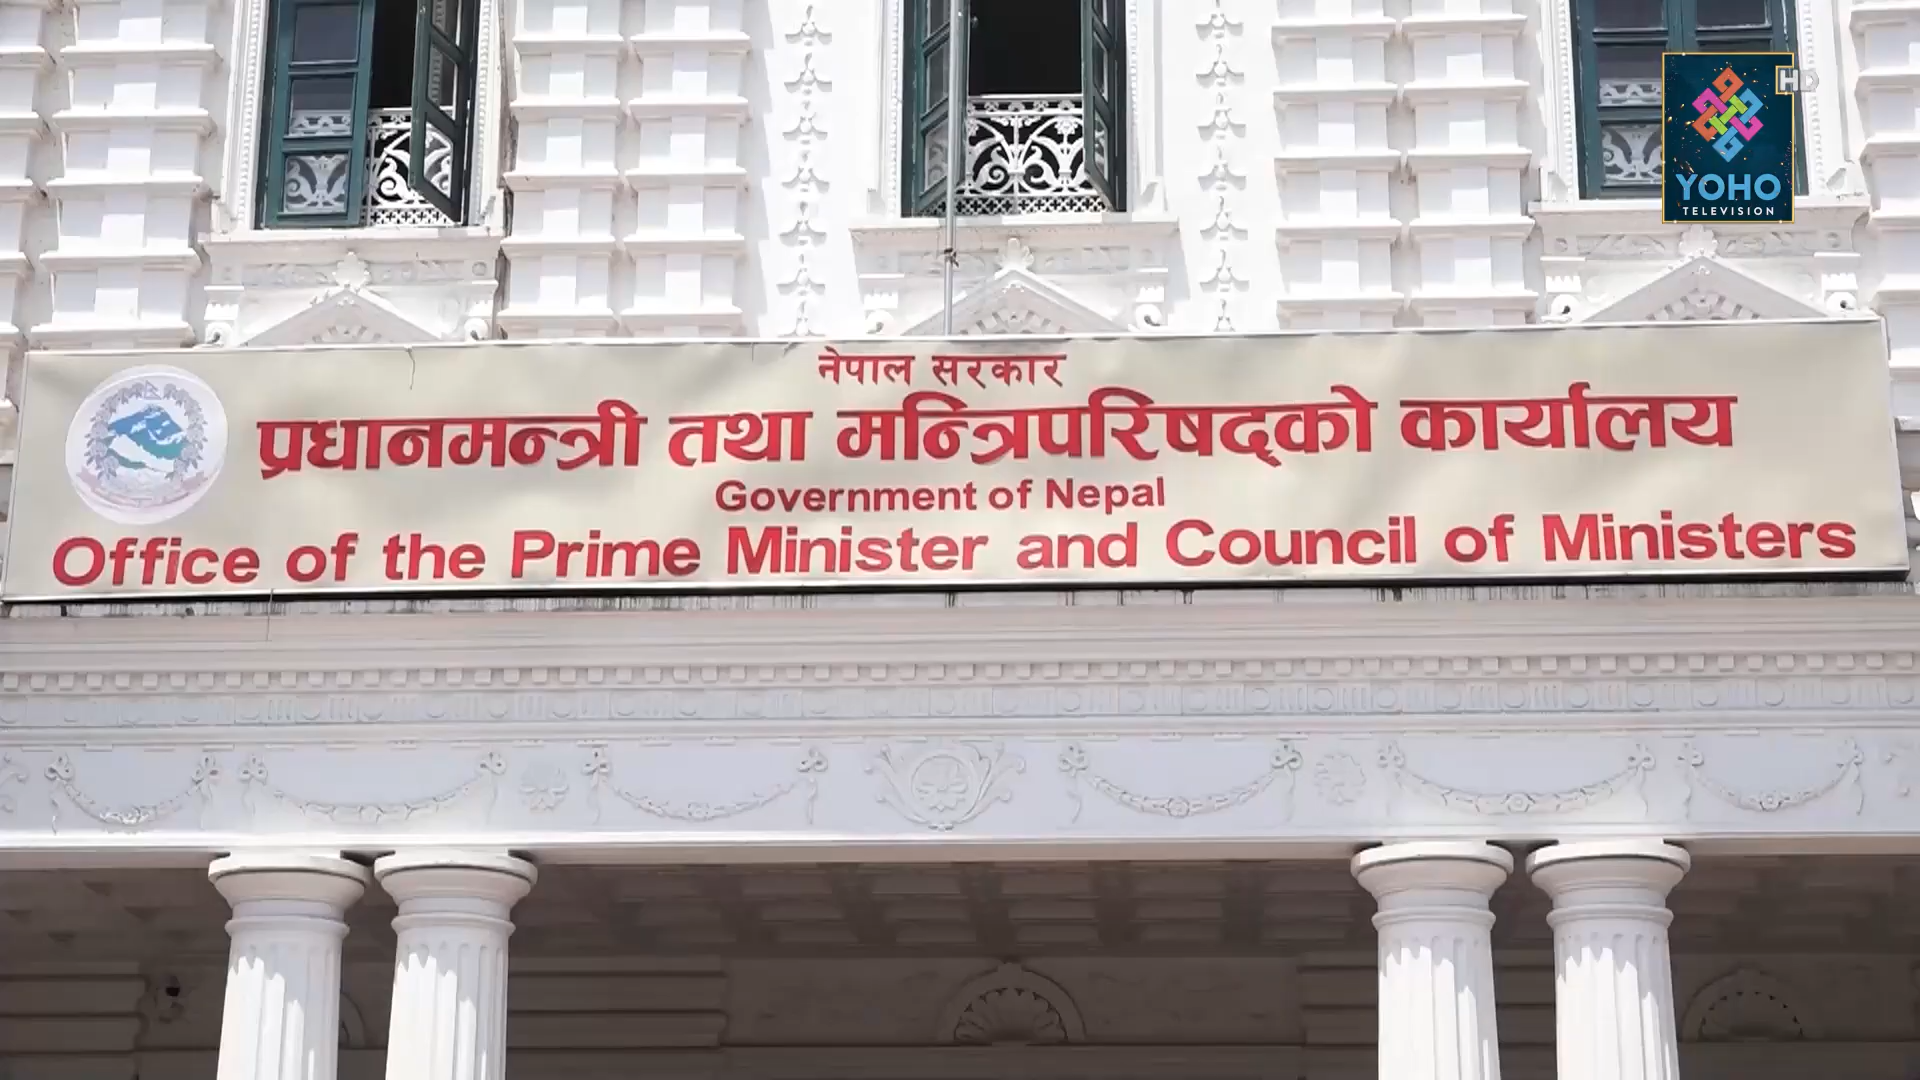 HD
YOHO
TELEVISION
नेपाल सरकार
प्रधानमन्त्री तथा मन्त्रिपरिषद्को कार्यालय
Government of Nepal
Office of the Prime Minister and Council of Ministers